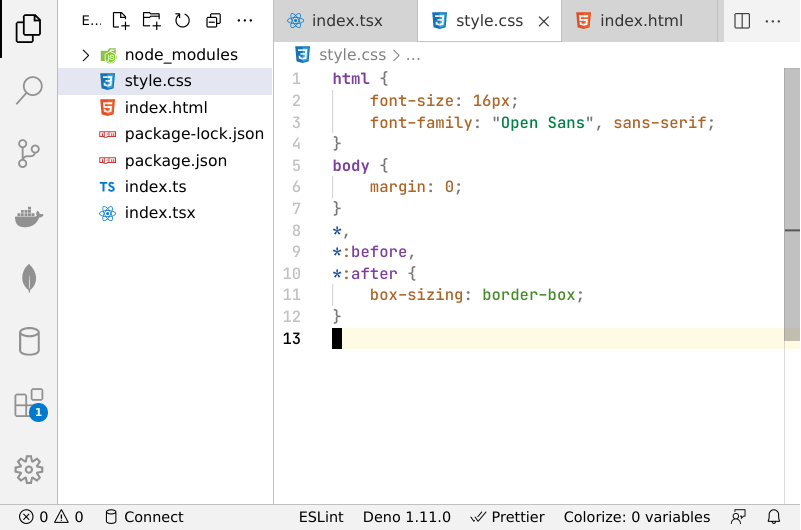 E...
index.tsx
style.css
index.html
node_modules
style.css
index.html
package-lock.json
package.json
TS index.ts
index.tsx
style.css > ...
1 html {
2 font-size: 16px;
3 font-family: "Open Sans", sans-serif;
4 }
5 body {
6 margin: 0;
7 }
8 *,
9 *:before,
10 *:after {
11 box-sizing: border-box;
12 }
13
1
0 0 Connect ESLint Deno 1.11.0 Prettier Colorize: 0 variables